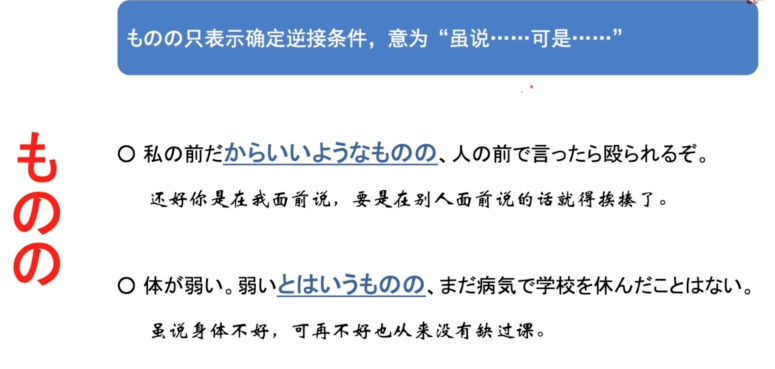 ものの只表示确定逆接条件，意为“虽说……可是……”
ものの
〇 私の前だからいいようなものの、人の前で言ったら殴られるぞ。
还好你是在我面前说，要是在别人面前说的话就得挨揍了。
〇 体が弱い。弱いとはいうものの、まだ病気で学校を休んだことはない。
虽说身体不好，可再不好也从来没有缺过课。